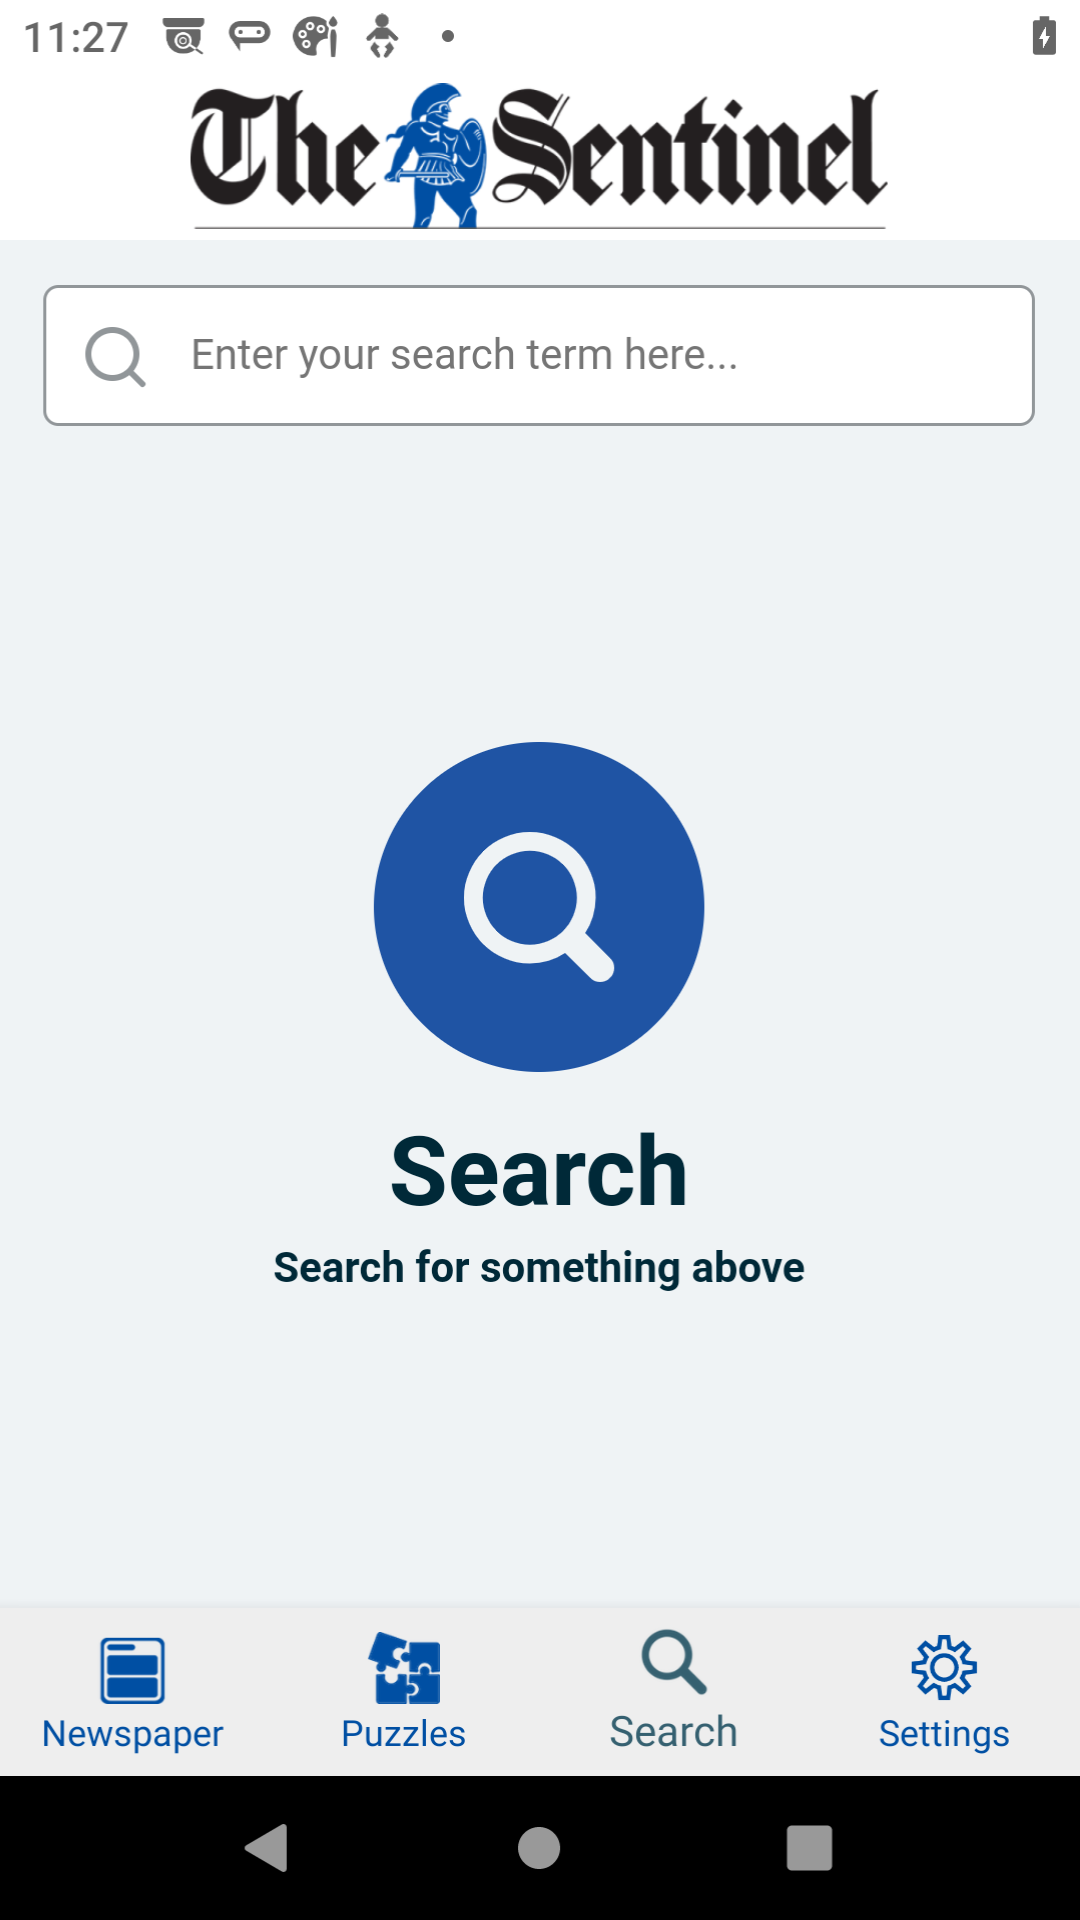 11:27
The Sentinel
Enter your search term here...
Search
Search for something above
Newspaper
Puzzles
Search
Settings